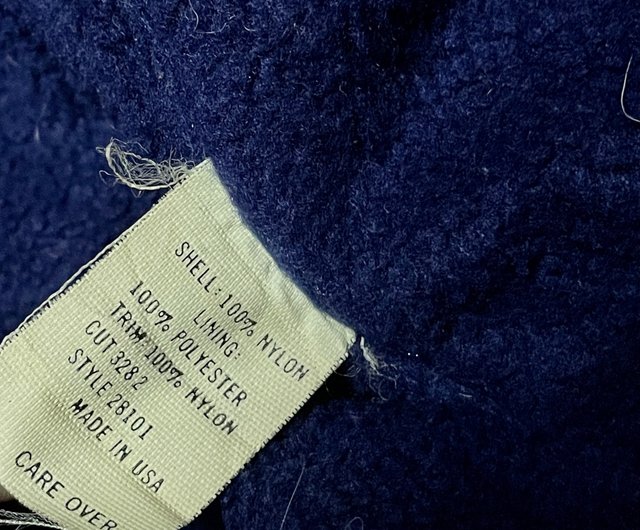 SHELL: 100% NYLON
LINING:
100% POLYESTER
TRIM 100% NYLON
CUT 3282
STYLE 28101
MADE IN USA
CARE OVER